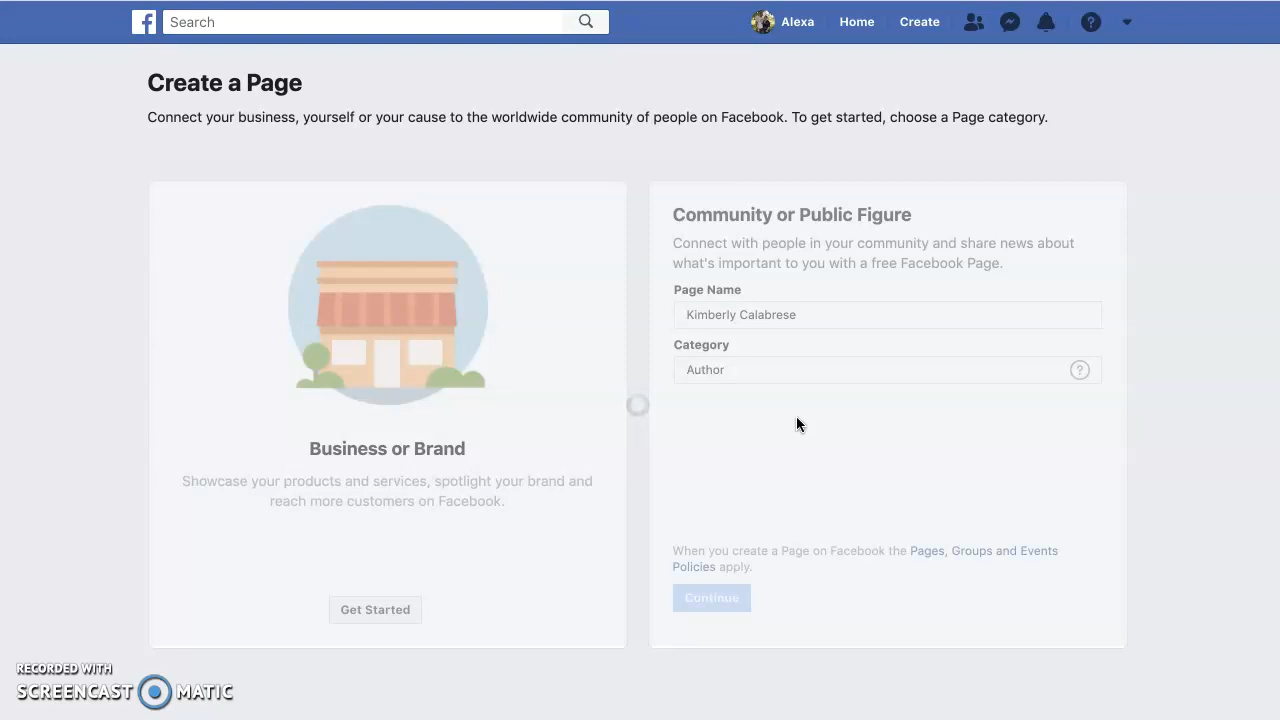 Search
Alexa
Home
Create
Create a Page
Connect your business, yourself or your cause to the worldwide community of people on Facebook. To get started, choose a Page category.
Business or Brand
Showcase your products and services, spotlight your brand and
reach more customers on Facebook.
Get Started
Community or Public Figure
Connect with people in your community and share news about
what's important to you with a free Facebook Page.
Page Name
Kimberly Calabrese
Category
Author
?
When you create a Page on Facebook the Pages, Groups and Events
Policies apply.
Continue
RECORDED WITH
SCREENCAST MATIC